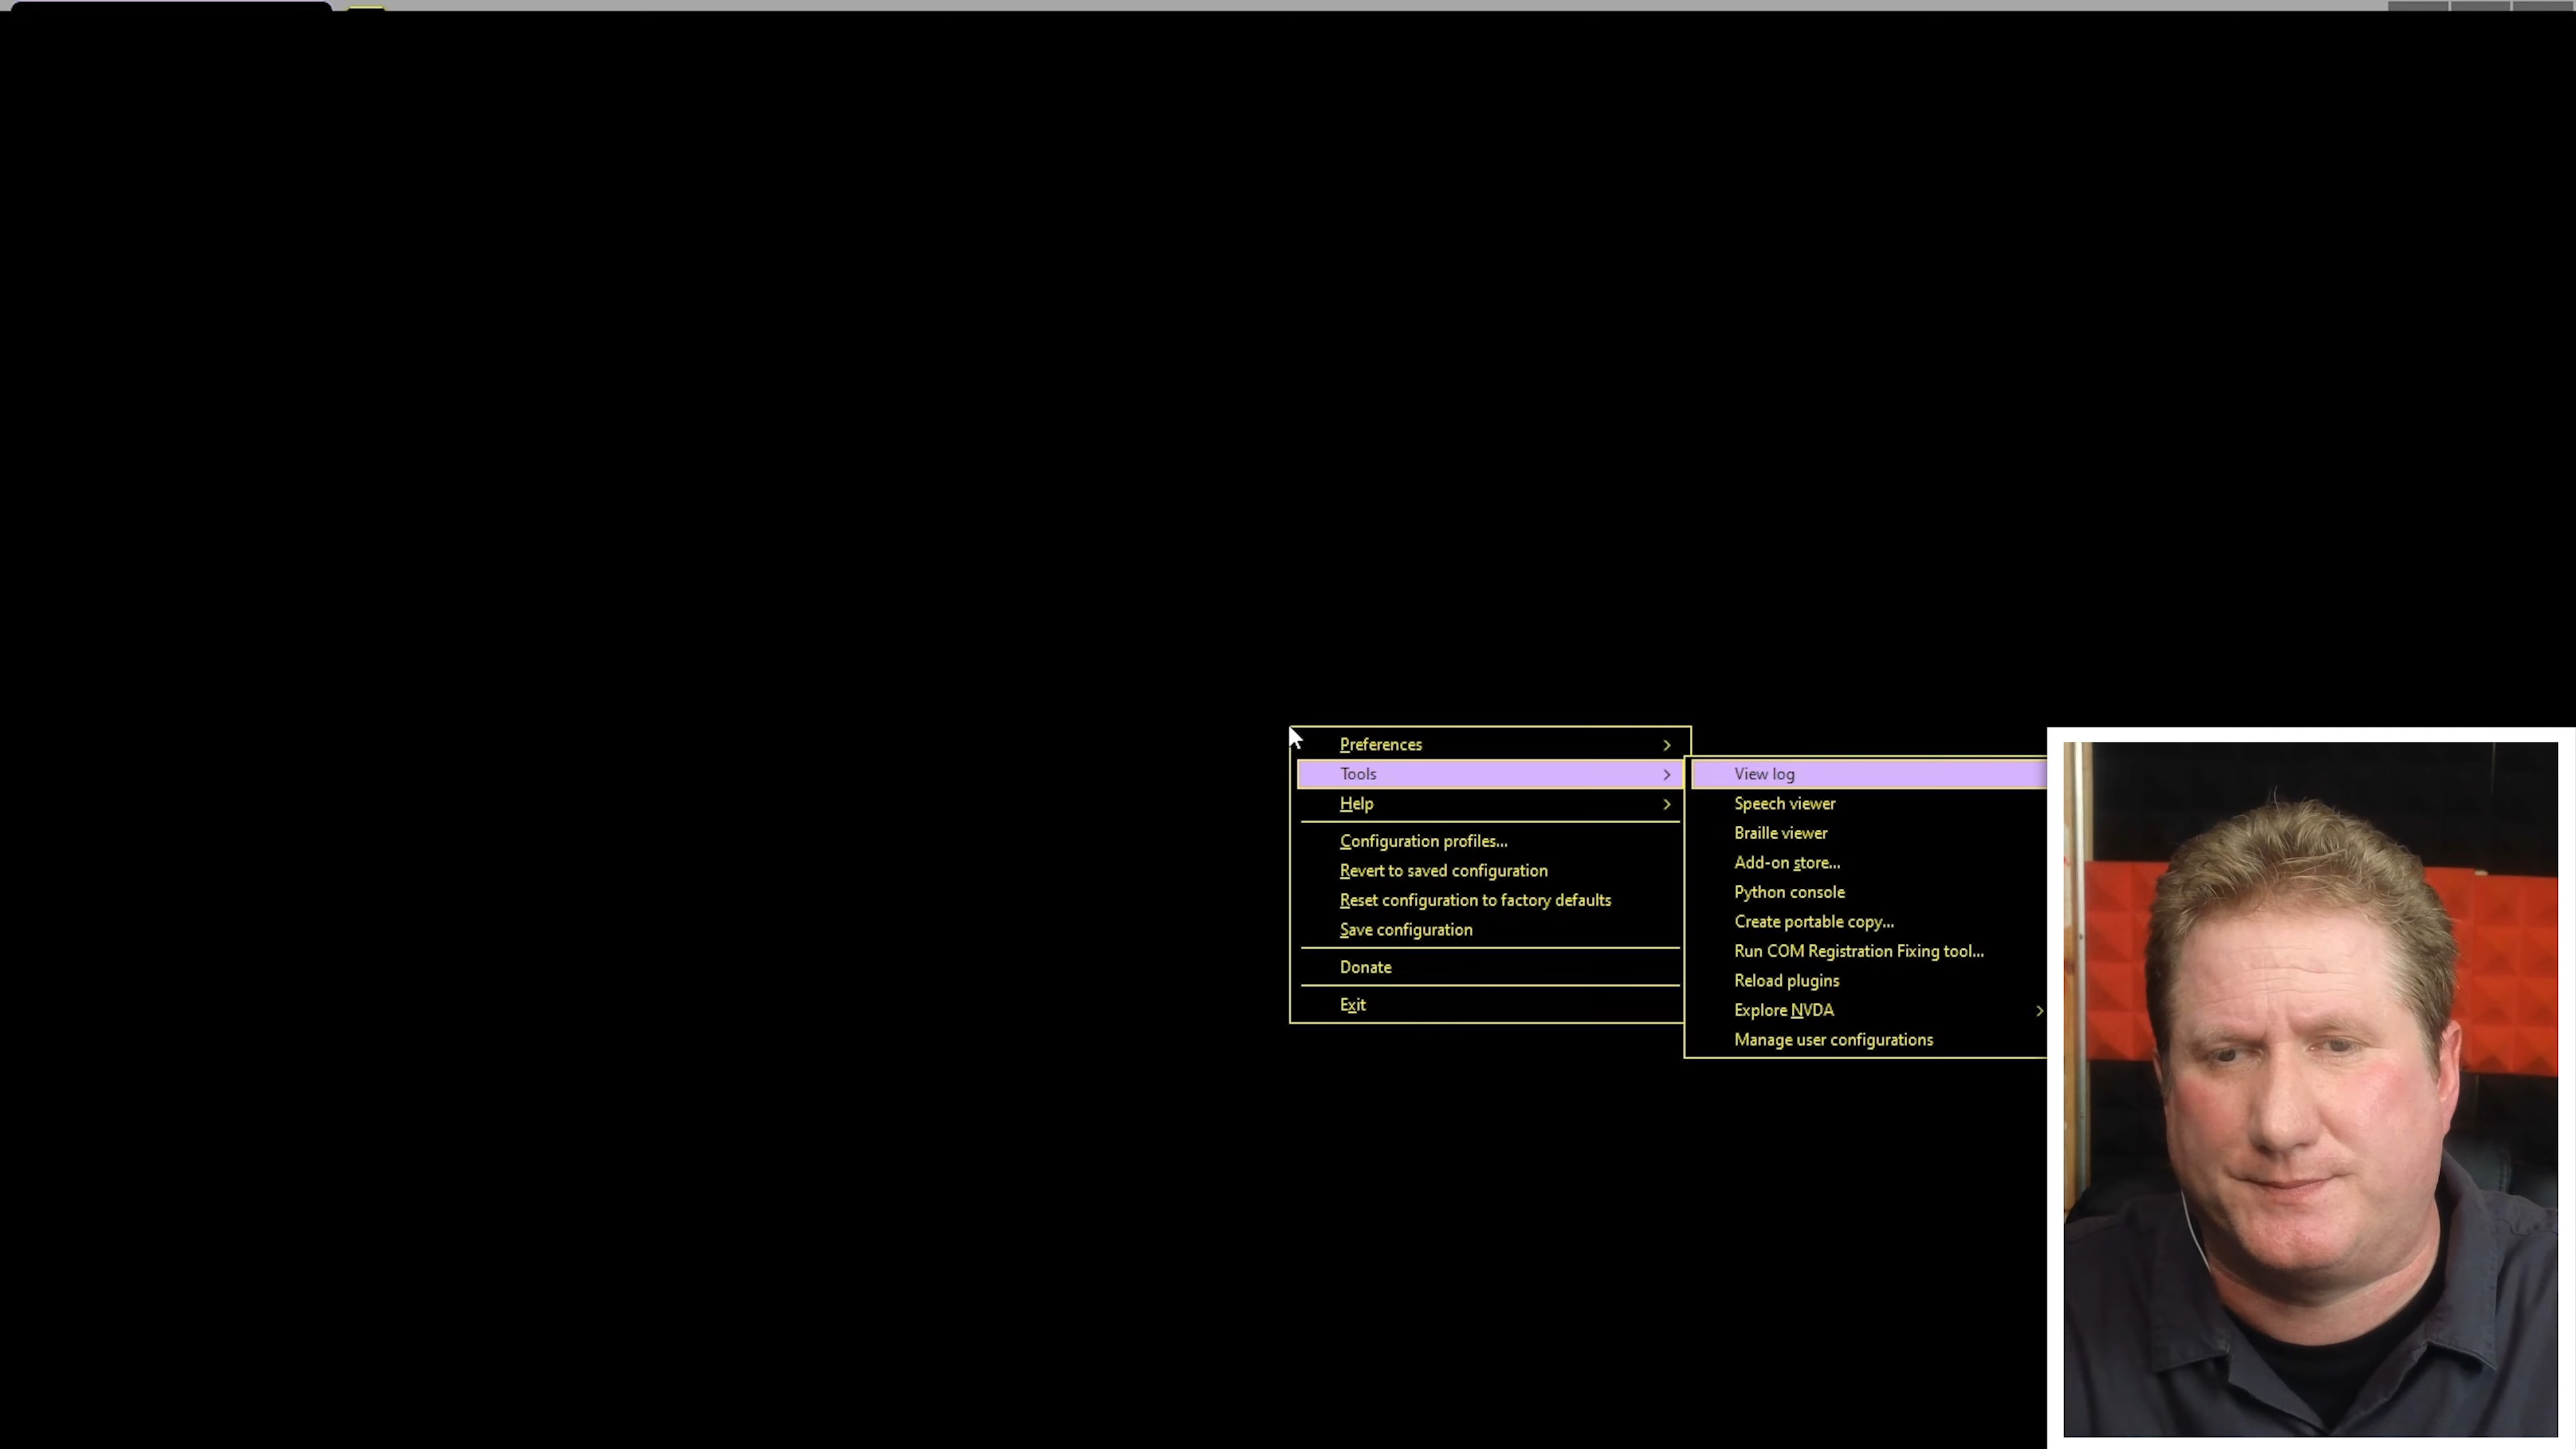 Preferences
Tools
Help
Configuration profiles...
Revert to saved configuration
Reset configuration to factory defaults
Save configuration
Donate
Exit
View log
Speech viewer
Braille viewer
Add-on store...
Python console
Create portable copy...
Run COM Registration Fixing tool...
Reload plugins
Explore NVDA
Manage user configurations